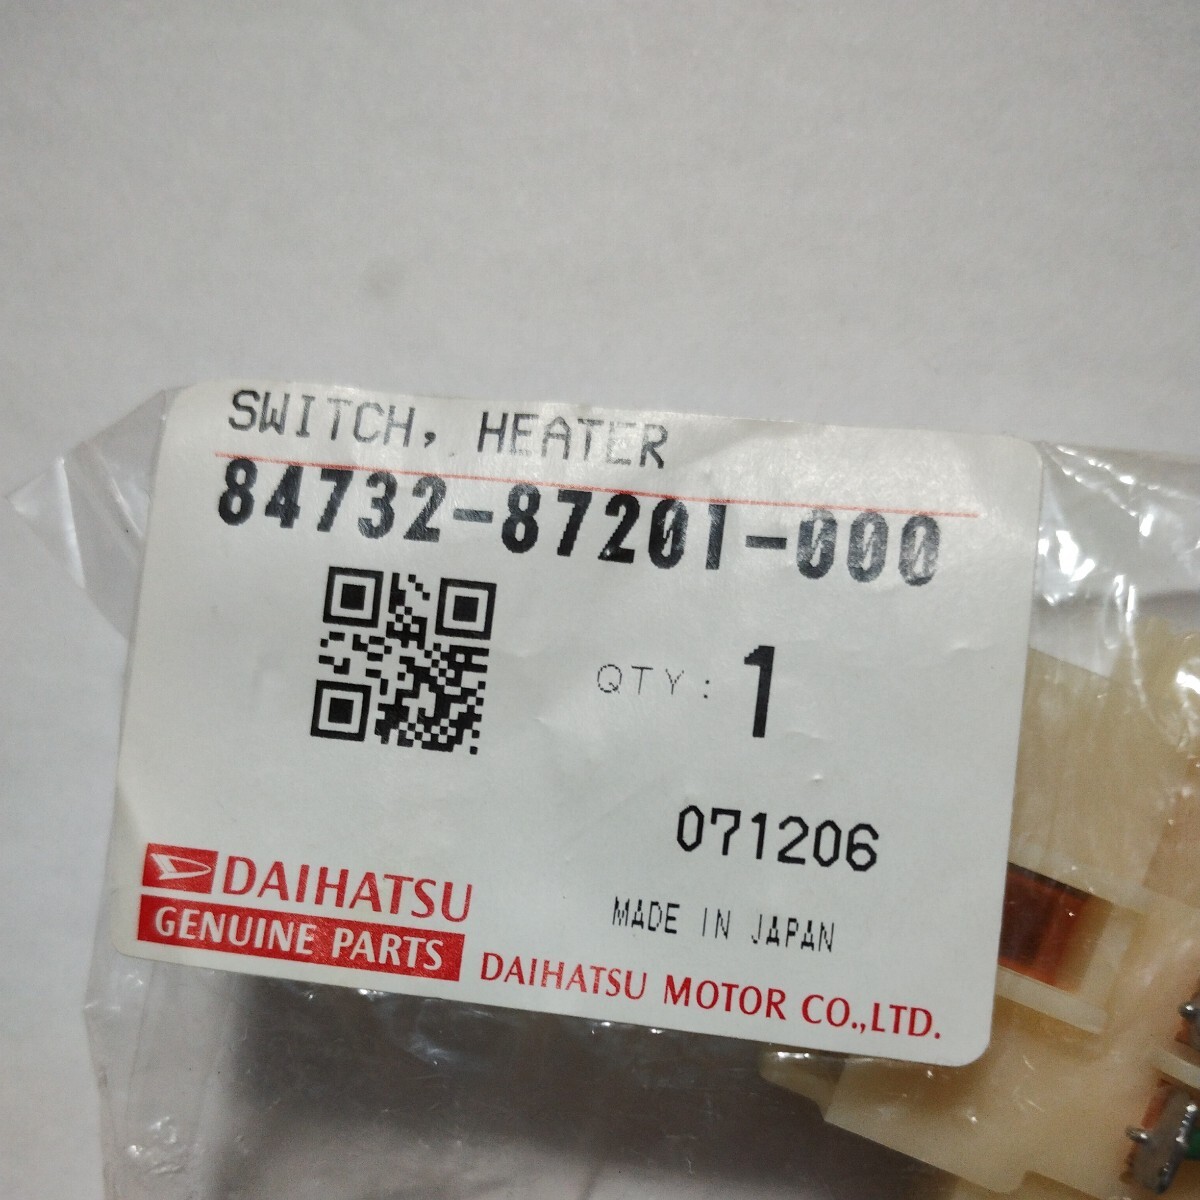 SWITCH, HEATER
84732-87201-000
QTY: 1
071206
MADE IN JAPAN
DAIHATSU
GENUINE PARTS
DAIHATSU MOTOR CO.,LTD.